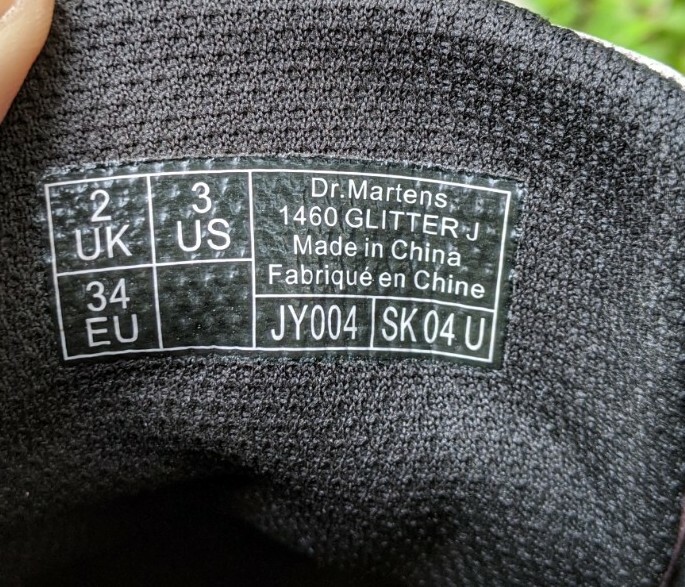 2
UK
3
US
34
EU
Dr.Martens
1460 GLITTER J
Made in China
Fabriqué en Chine
JY004
SK 04 U